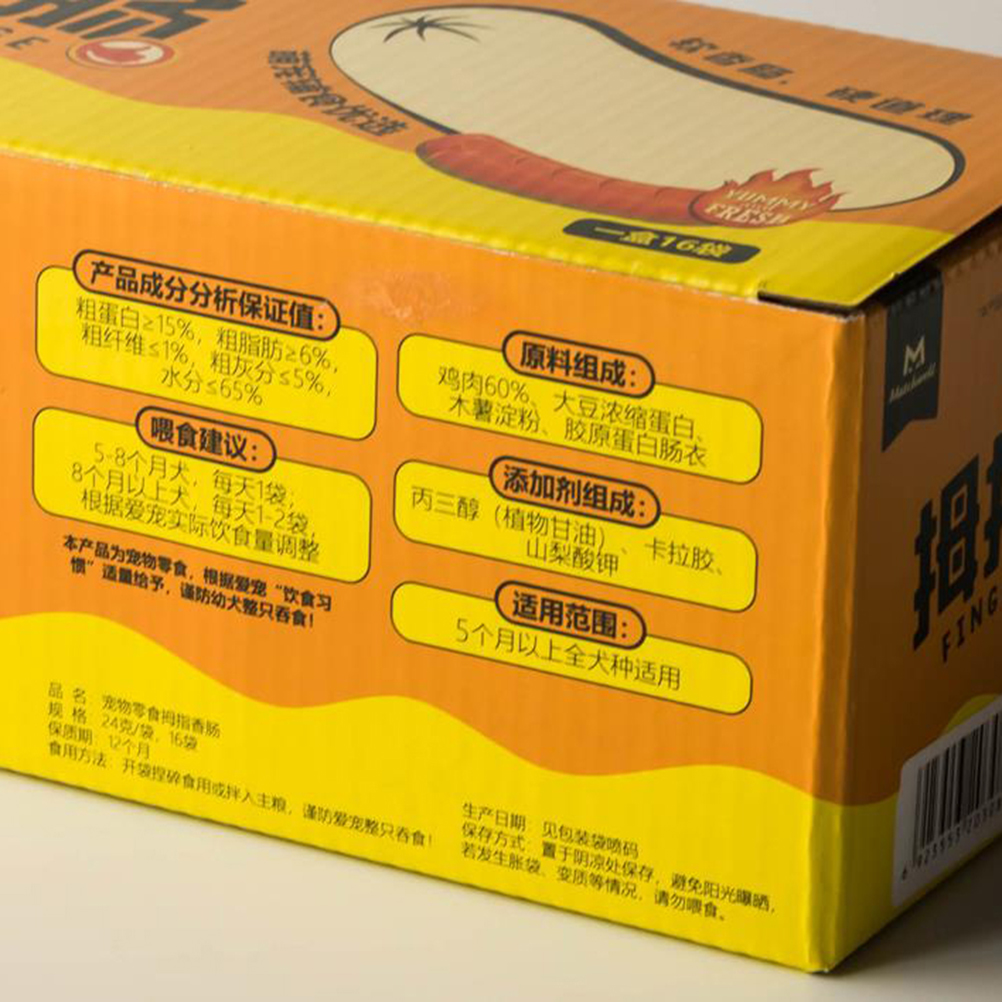 软香肠，硬道理
YUMMY
FRESH
一盒16袋
产品成分分析保证值：
粗蛋白≥15%，粗脂肪≥6%，
粗纤维≤1%，粗灰分≤5%，
水分≤65%
喂食建议：
5-8个月犬，每天1袋；
8个月以上犬，每天1-2袋，
根据爱宠实际饮食量调整
本产品为宠物零食，根据爱宠“饮食习
惯”适量给予，谨防幼犬整只吞食！
原料组成：
鸡肉60%、大豆浓缩蛋白、
木薯淀粉、胶原蛋白肠衣
添加剂组成：
丙三醇（植物甘油）、卡拉胶、
山梨酸钾
适用范围：
5个月以上全犬种适用
品 名：宠物零食拇指香肠
规 格：24克/袋，16袋
保质期：12个月
食用方法：开袋捏碎食用或拌入主粮，谨防爱宠整只吞食！
生产日期：见包装袋喷码
保存方式：置于阴凉处保存，避免阳光曝晒，
若发生胀袋、变质等情况，请勿喂食。
M
拇
FING